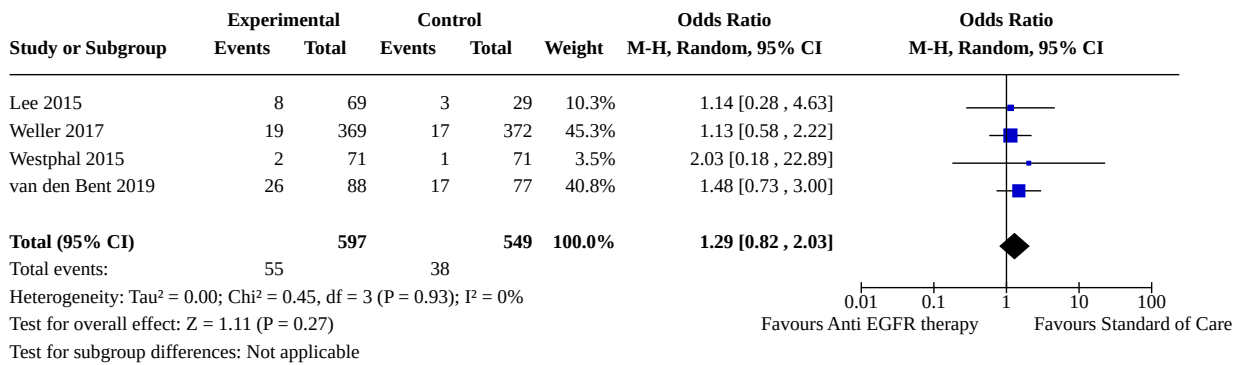 Experimental Control Odds Ratio Odds Ratio
Study or Subgroup Events Total Events Total Weight M-H, Random, 95% CI M-H, Random, 95% CI
Lee 2015 8 69 3 29 10.3% 1.14 [0.28 , 4.63]
Weller 2017 19 369 17 372 45.3% 1.13 [0.58 , 2.22]
Westphal 2015 2 71 1 71 3.5% 2.03 [0.18 , 22.89]
van den Bent 2019 26 88 17 77 40.8% 1.48 [0.73 , 3.00]
Total (95% CI) 597 549 100.0% 1.29 [0.82 , 2.03]
Total events: 55 38
Heterogeneity: Tau² = 0.00; Chi² = 0.45, df = 3 (P = 0.93); I² = 0%
0.01 0.1 1 10 100
Test for overall effect: Z = 1.11 (P = 0.27)
Favours Anti EGFR therapy Favours Standard of Care
Test for subgroup differences: Not applicable